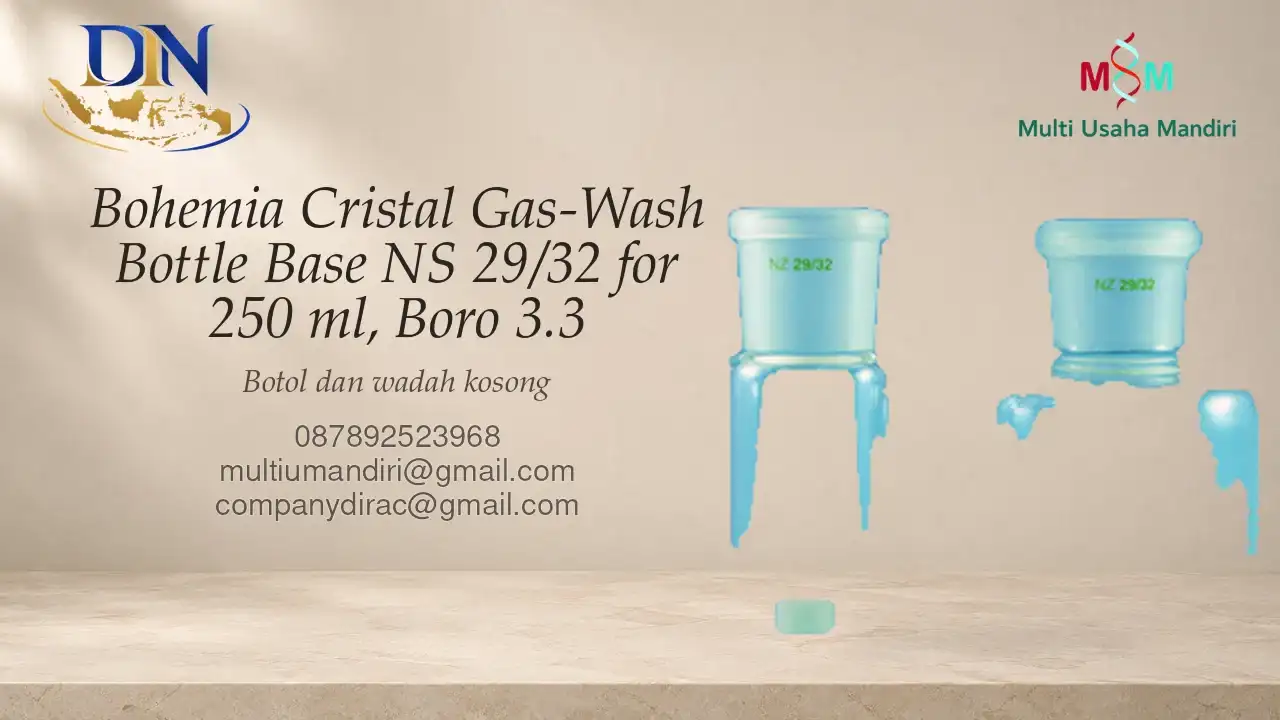 DN
MSM
Multi Usaha Mandiri
Bohemia Cristal Gas-Wash
Bottle Base NS 29/32 for
250 ml, Boro 3.3
Botol dan wadah kosong
087892523968
multiumandiri@gmail.com
companydirac@gmail.com
NZ 29/32
NZ 29/32